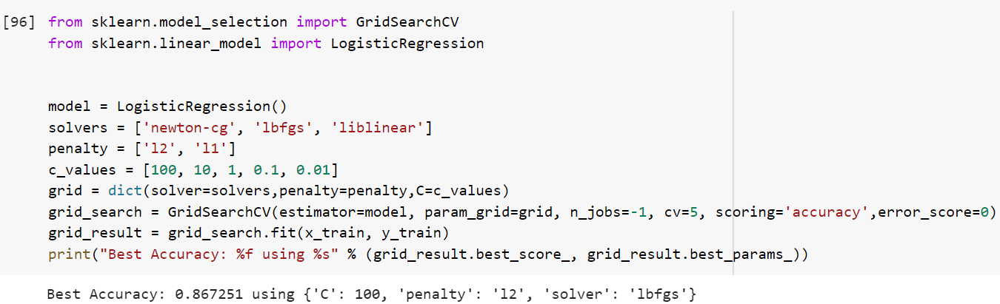 [96] from sklearn.model_selection import GridSearchCV
from sklearn.linear_model import LogisticRegression
model = LogisticRegression()
solvers = ['newton-cg', 'lbfgs', 'liblinear']
penalty = ['l2', 'l1']
c_values = [100, 10, 1, 0.1, 0.01]
grid = dict(solver=solvers,penalty=penalty,C=c_values)
grid_search = GridSearchCV(estimator=model, param_grid=grid, n_jobs=-1, cv=5, scoring='accuracy',error_score=0)
grid_result = grid_search.fit(x_train, y_train)
print("Best Accuracy: %f using %s" % (grid_result.best_score_, grid_result.best_params_))
Best Accuracy: 0.867251 using {'C': 100, 'penalty': 'l2', 'solver': 'lbfgs'}